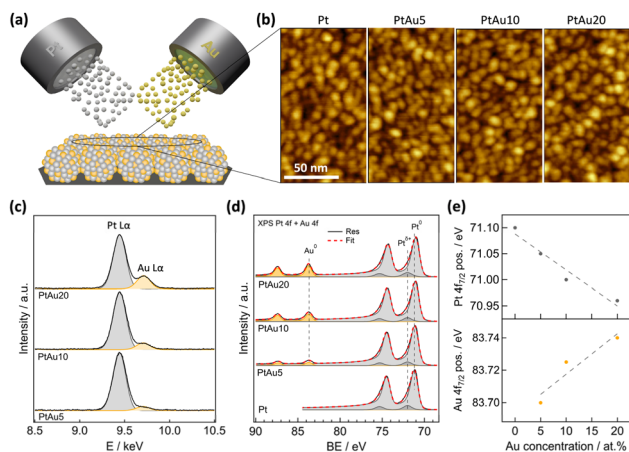 (a)
Pt
Au
(b)
Pt
PtAu5
PtAu10
PtAu20
50 nm
(c)
Pt Lα
Au Lα
PtAu20
PtAu10
PtAu5
Intensity / a.u.
8.5
9.0
9.5
10.0
10.5
E / keV
(d)
XPS Pt 4f + Au 4f
Res
Fit
Pt⁰
Ptᵟ⁺
Au⁰
PtAu20
PtAu10
PtAu5
Pt
Intensity / a.u.
90
85
80
75
70
BE / eV
(e)
71.10
71.05
71.00
70.95
Pt 4f₇/₂ pos. / eV
83.74
83.72
83.70
Au 4f₇/₂ pos. / eV
0
5
10
15
20
Au concentration / at.%